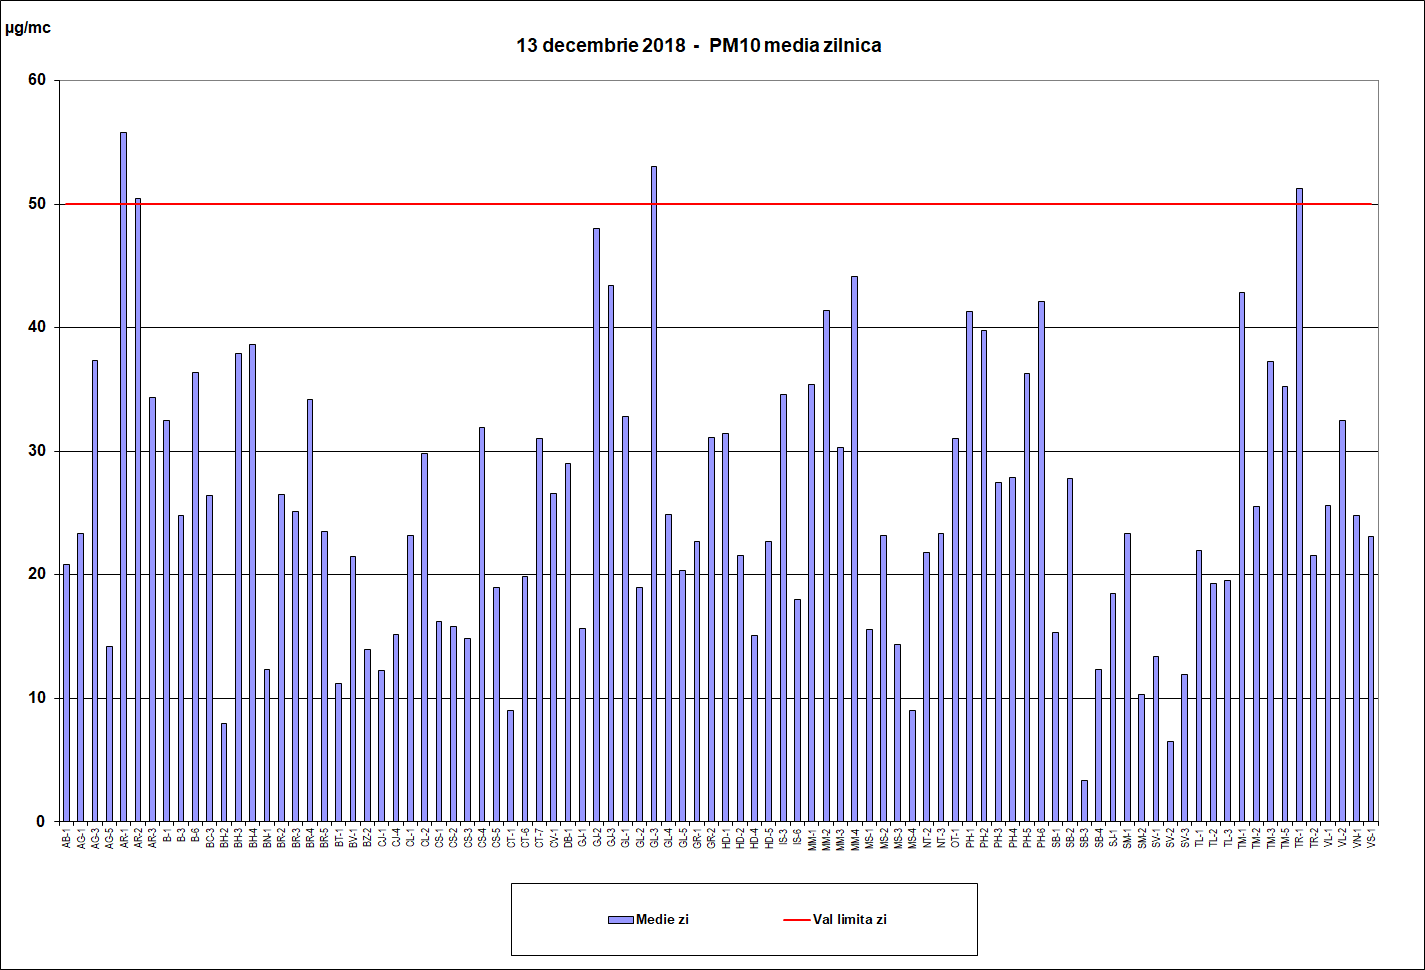 µg/mc
13 decembrie 2018 - PM10 media zilnica
60
50
40
30
20
10
0
AB-1 AG-1 AG-3 AG-5 AR-1 AR-2 AR-3 B-1 B-3 B-6 BC-3 BH-2 BH-3 BH-4 BN-1 BR-2 BR-3 BR-4 BR-5 BT-1 BV-1 BZ-2 CJ-1 CJ-4 CL-1 CL-2 CS-1 CS-2 CS-3 CS-4 CS-5 CT-1 CT-6 CT-7 CV-1 DB-1 GJ-1 GJ-2 GJ-3 GL-1 GL-2 GL-3 GL-4 GL-5 GR-1 GR-2 HD-1 HD-2 HD-4 HD-5 IS-3 IS-6 MM-1 MM-2 MM-3 MM-4 MS-1 MS-2 MS-3 MS-4 NT-2 NT-3 OT-1 PH-1 PH-2 PH-3 PH-4 PH-5 PH-6 SB-1 SB-2 SB-3 SB-4 SJ-1 SM-1 SM-2 SV-1 SV-2 SV-3 TL-1 TL-2 TL-3 TM-1 TM-2 TM-3 TM-5 TR-1 TR-2 VL-1 VL-2 VN-1 VS-1
Medie zi
Val limita zi